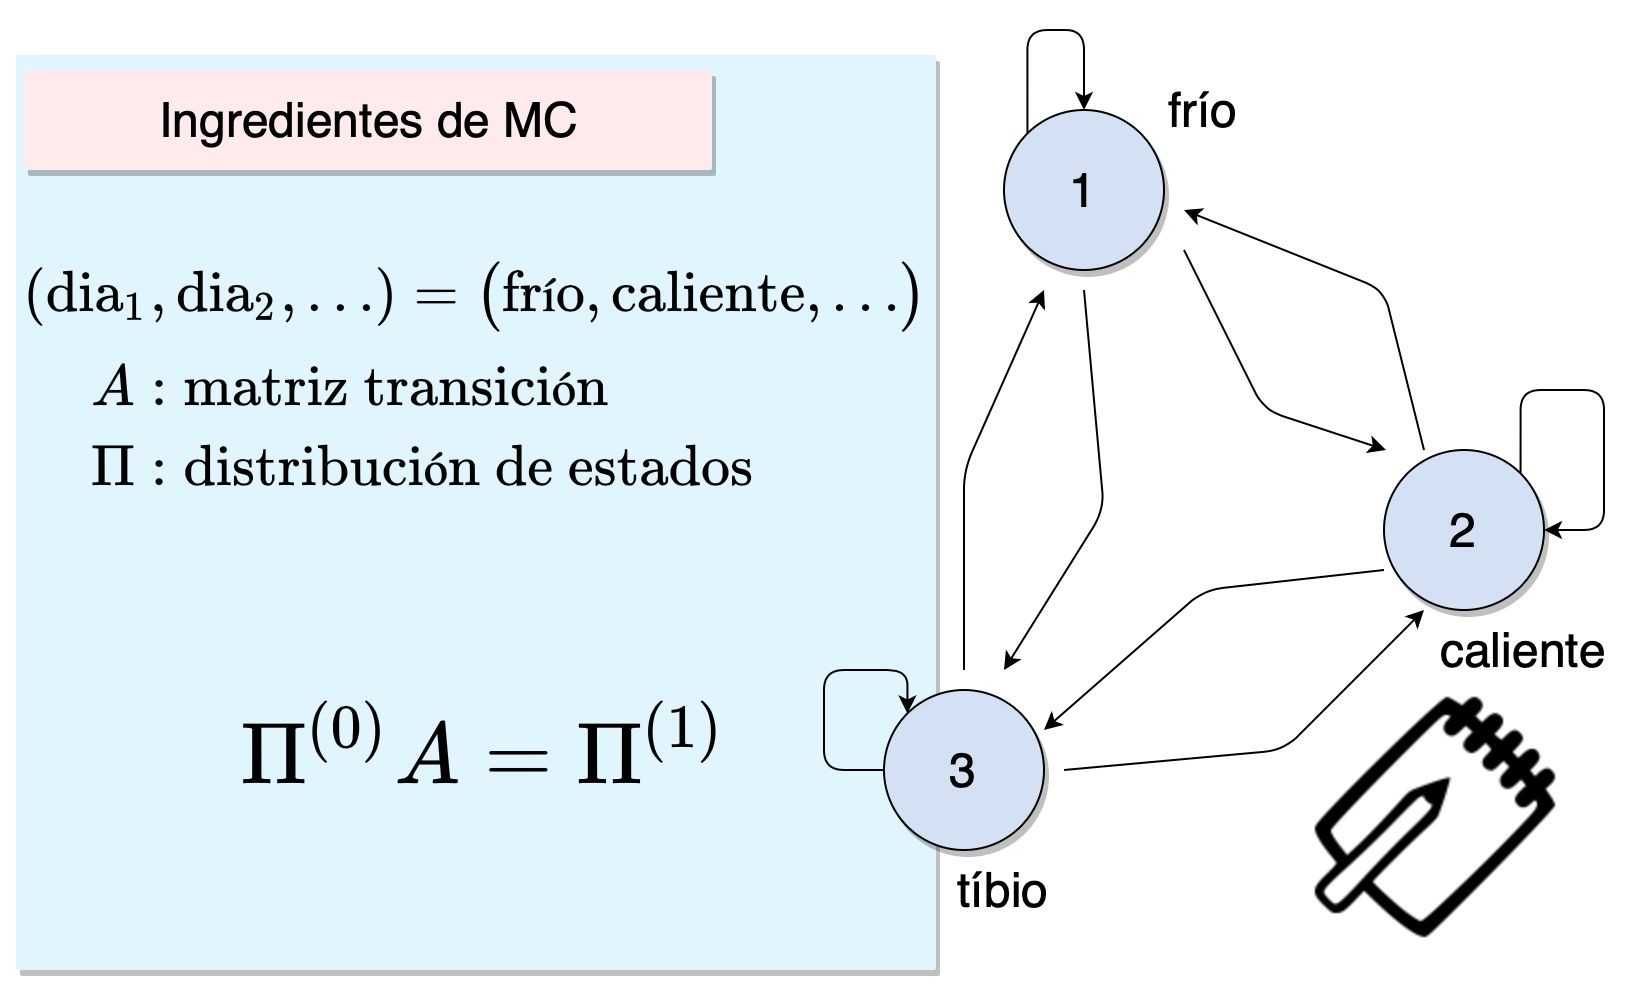 Ingredientes de MC
(dia₁, dia₂, . . .) = (frío, caliente, . . .)
A : matriz transición
Π : distribución de estados
Π⁽⁰⁾A = Π⁽¹⁾
frío
1
2
caliente
3
tíbio